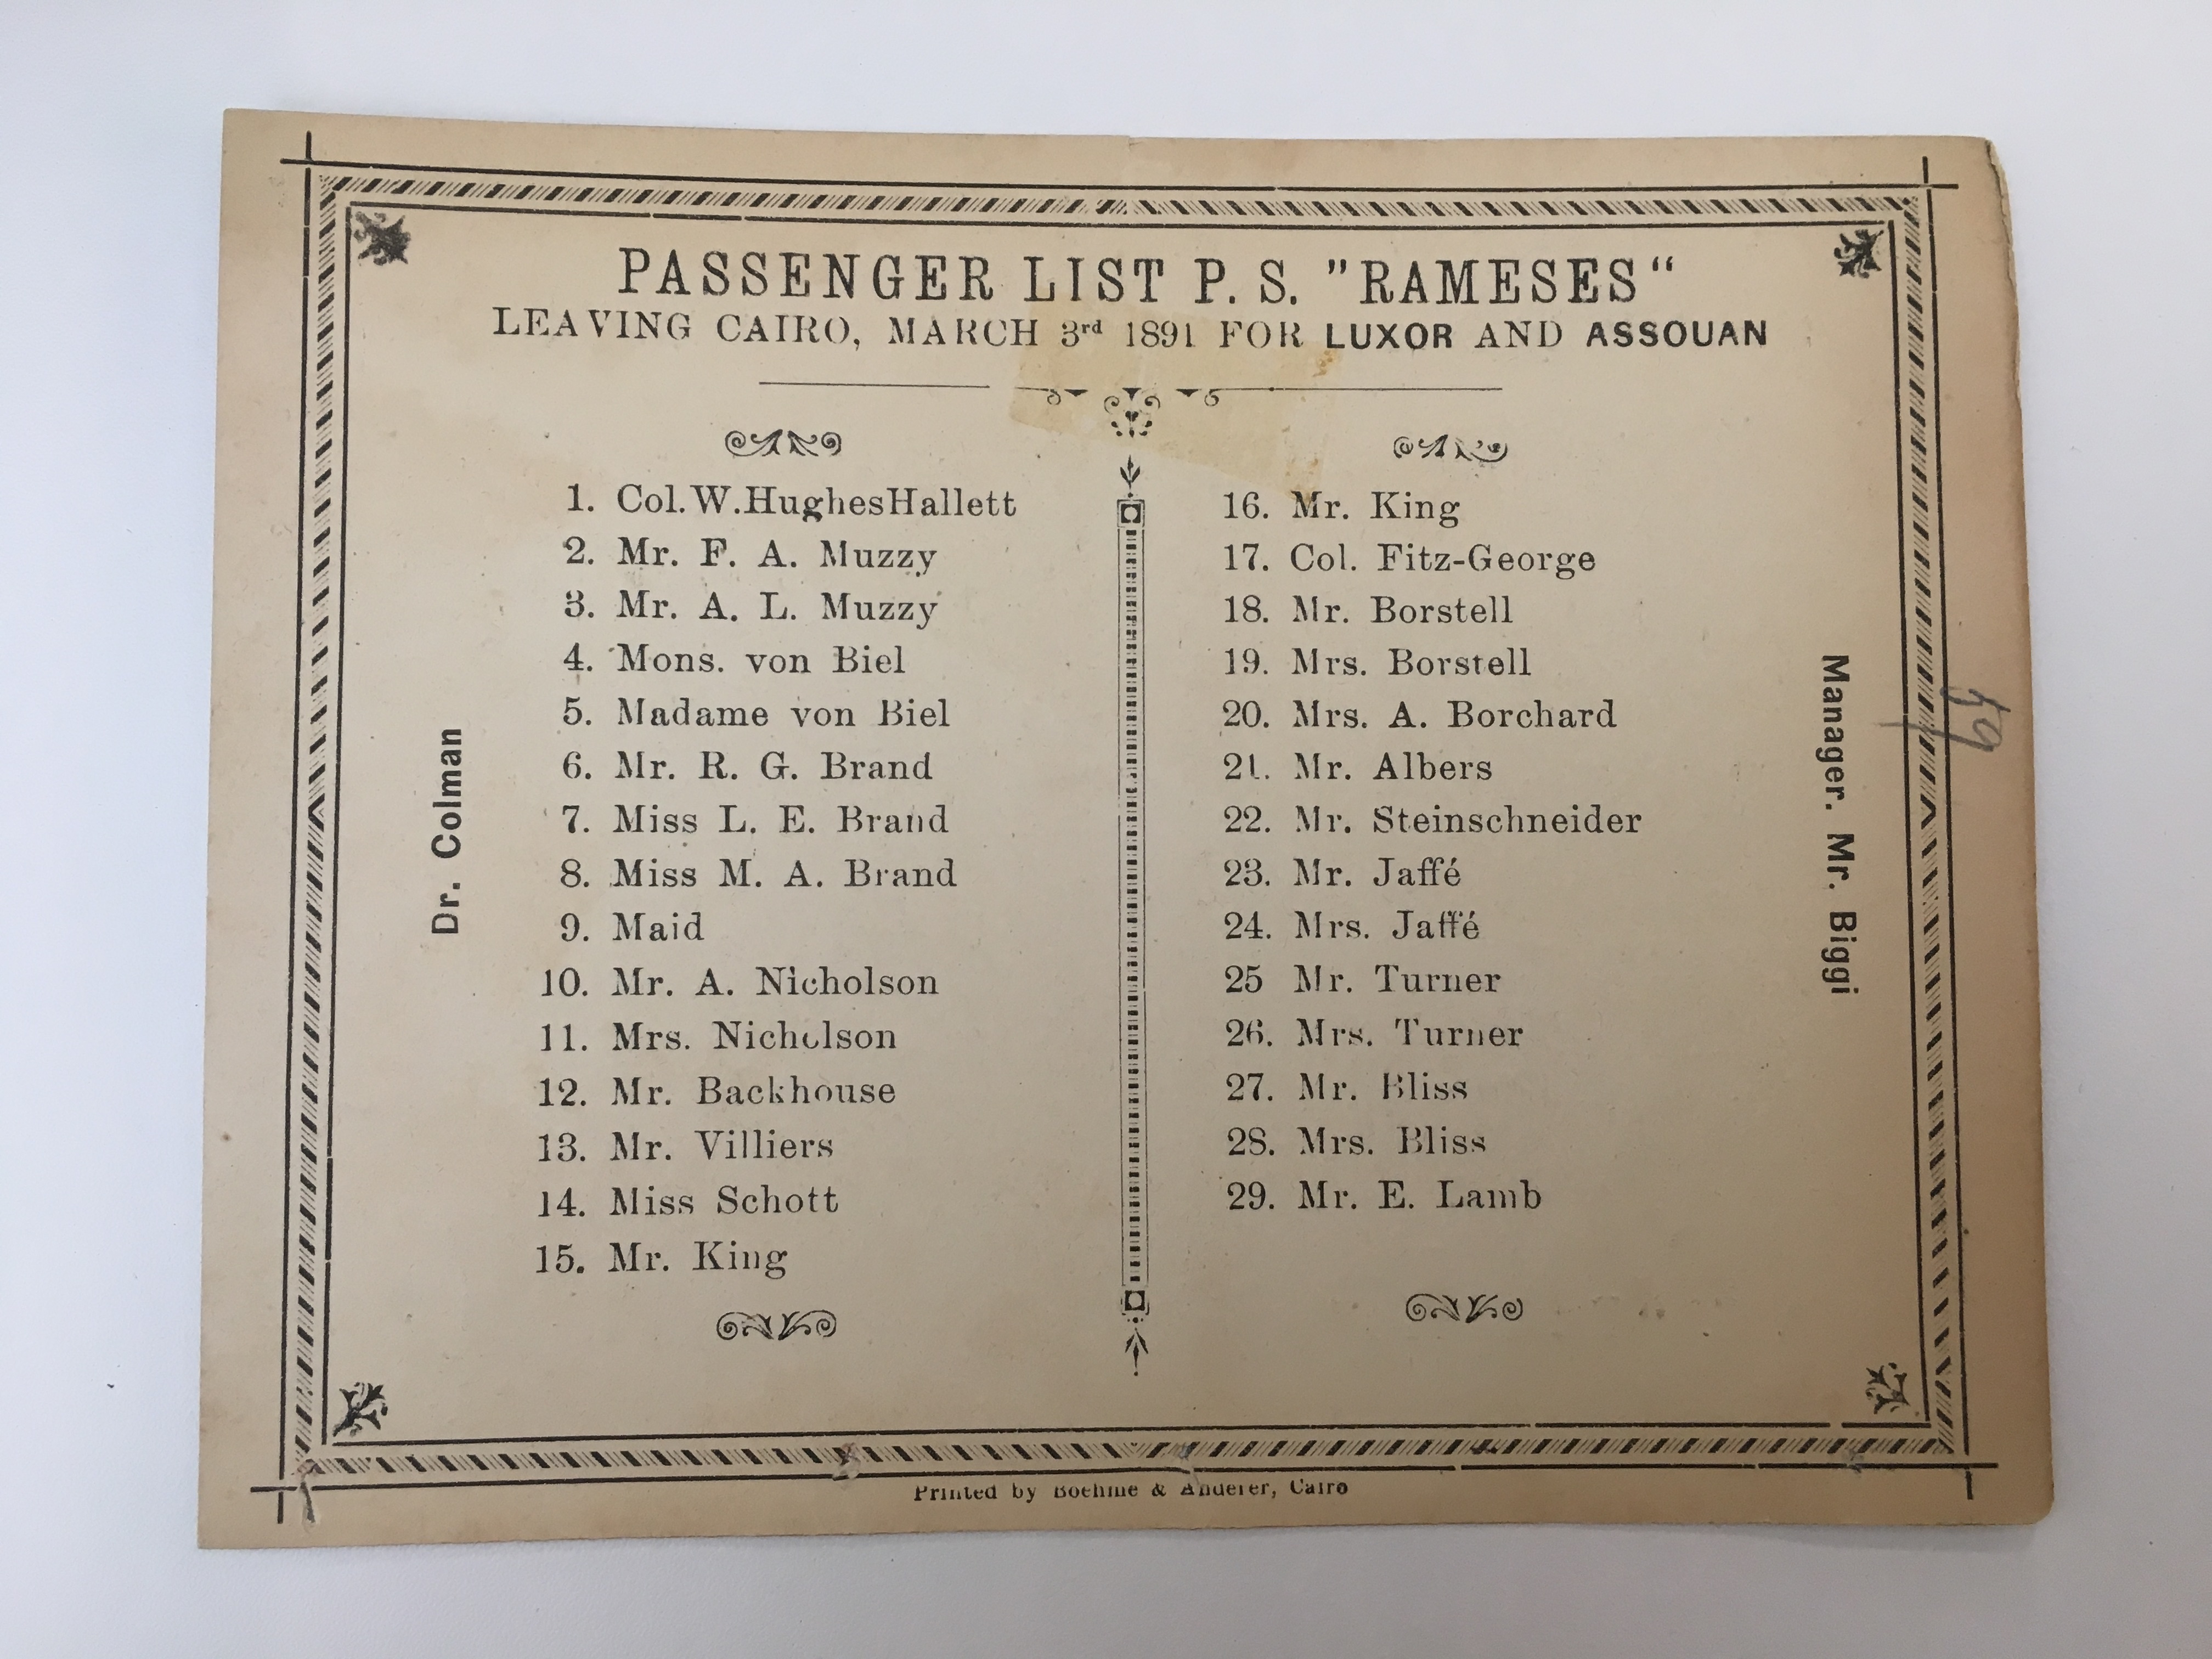 PASSENGER LIST P. S. "RAMESES"
LEAVING CAIRO, MARCH 3rd 1891 FOR LUXOR AND ASSOUAN
1. Col. W. Hughes Hallett
2. Mr. F. A. Muzzy
3. Mr. A. L. Muzzy
4. Mons. von Biel
5. Madame von Biel
6. Mr. R. G. Brand
7. Miss L. E. Brand
8. Miss M. A. Brand
9. Maid
10. Mr. A. Nicholson
11. Mrs. Nicholson
12. Mr. Backhouse
13. Mr. Villiers
14. Miss Schott
15. Mr. King
16. Mr. King
17. Col. Fitz-George
18. Mr. Borstell
19. Mrs. Borstell
20. Mrs. A. Borchard
21. Mr. Albers
22. Mr. Steinschneider
23. Mr. Jaffé
24. Mrs. Jaffé
25 Mr. Turner
26. Mrs. Turner
27. Mr. Bliss
28. Mrs. Bliss
29. Mr. E. Lamb
Dr. Colman
Manager. Mr. Biggi
Printed by Boehme & Anderer, Cairo